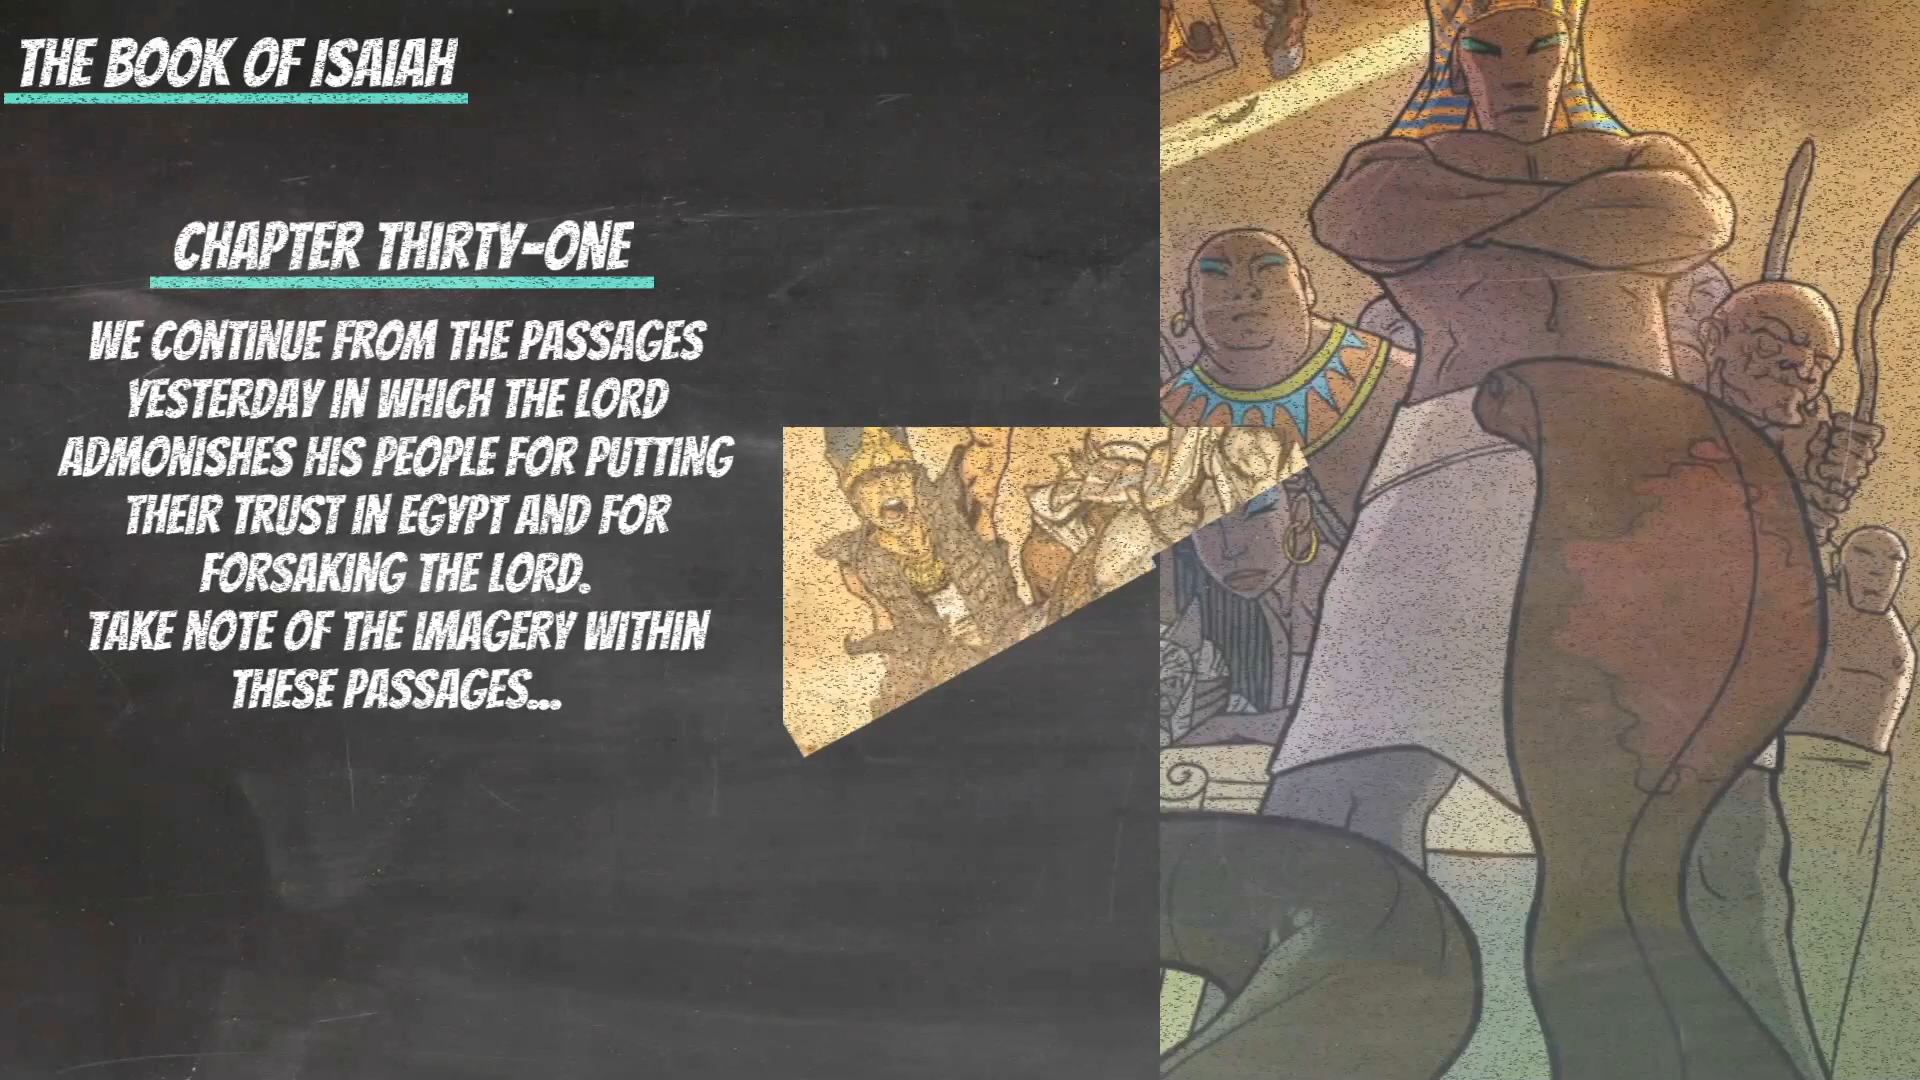 THE BOOK OF ISAIAH
CHAPTER THIRTY-ONE
WE CONTINUE FROM THE PASSAGES
YESTERDAY IN WHICH THE LORD
ADMONISHES HIS PEOPLE FOR PUTTING
THEIR TRUST IN EGYPT AND FOR
FORSAKING THE LORD.
TAKE NOTE OF THE IMAGERY WITHIN
THESE PASSAGES...